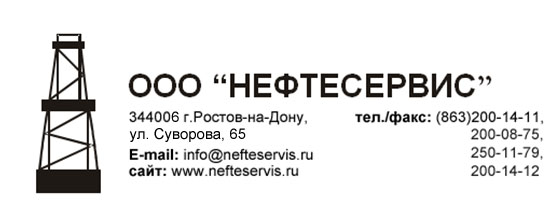 ООО “НЕФТЕСЕРВИС”
344006 г.Ростов-на-Дону, тел./факс: (863)200-14-11,
ул. Суворова, 65 200-08-75,
E-mail: info@nefteservis.ru 250-11-79,
сайт: www.nefteservis.ru 200-14-12